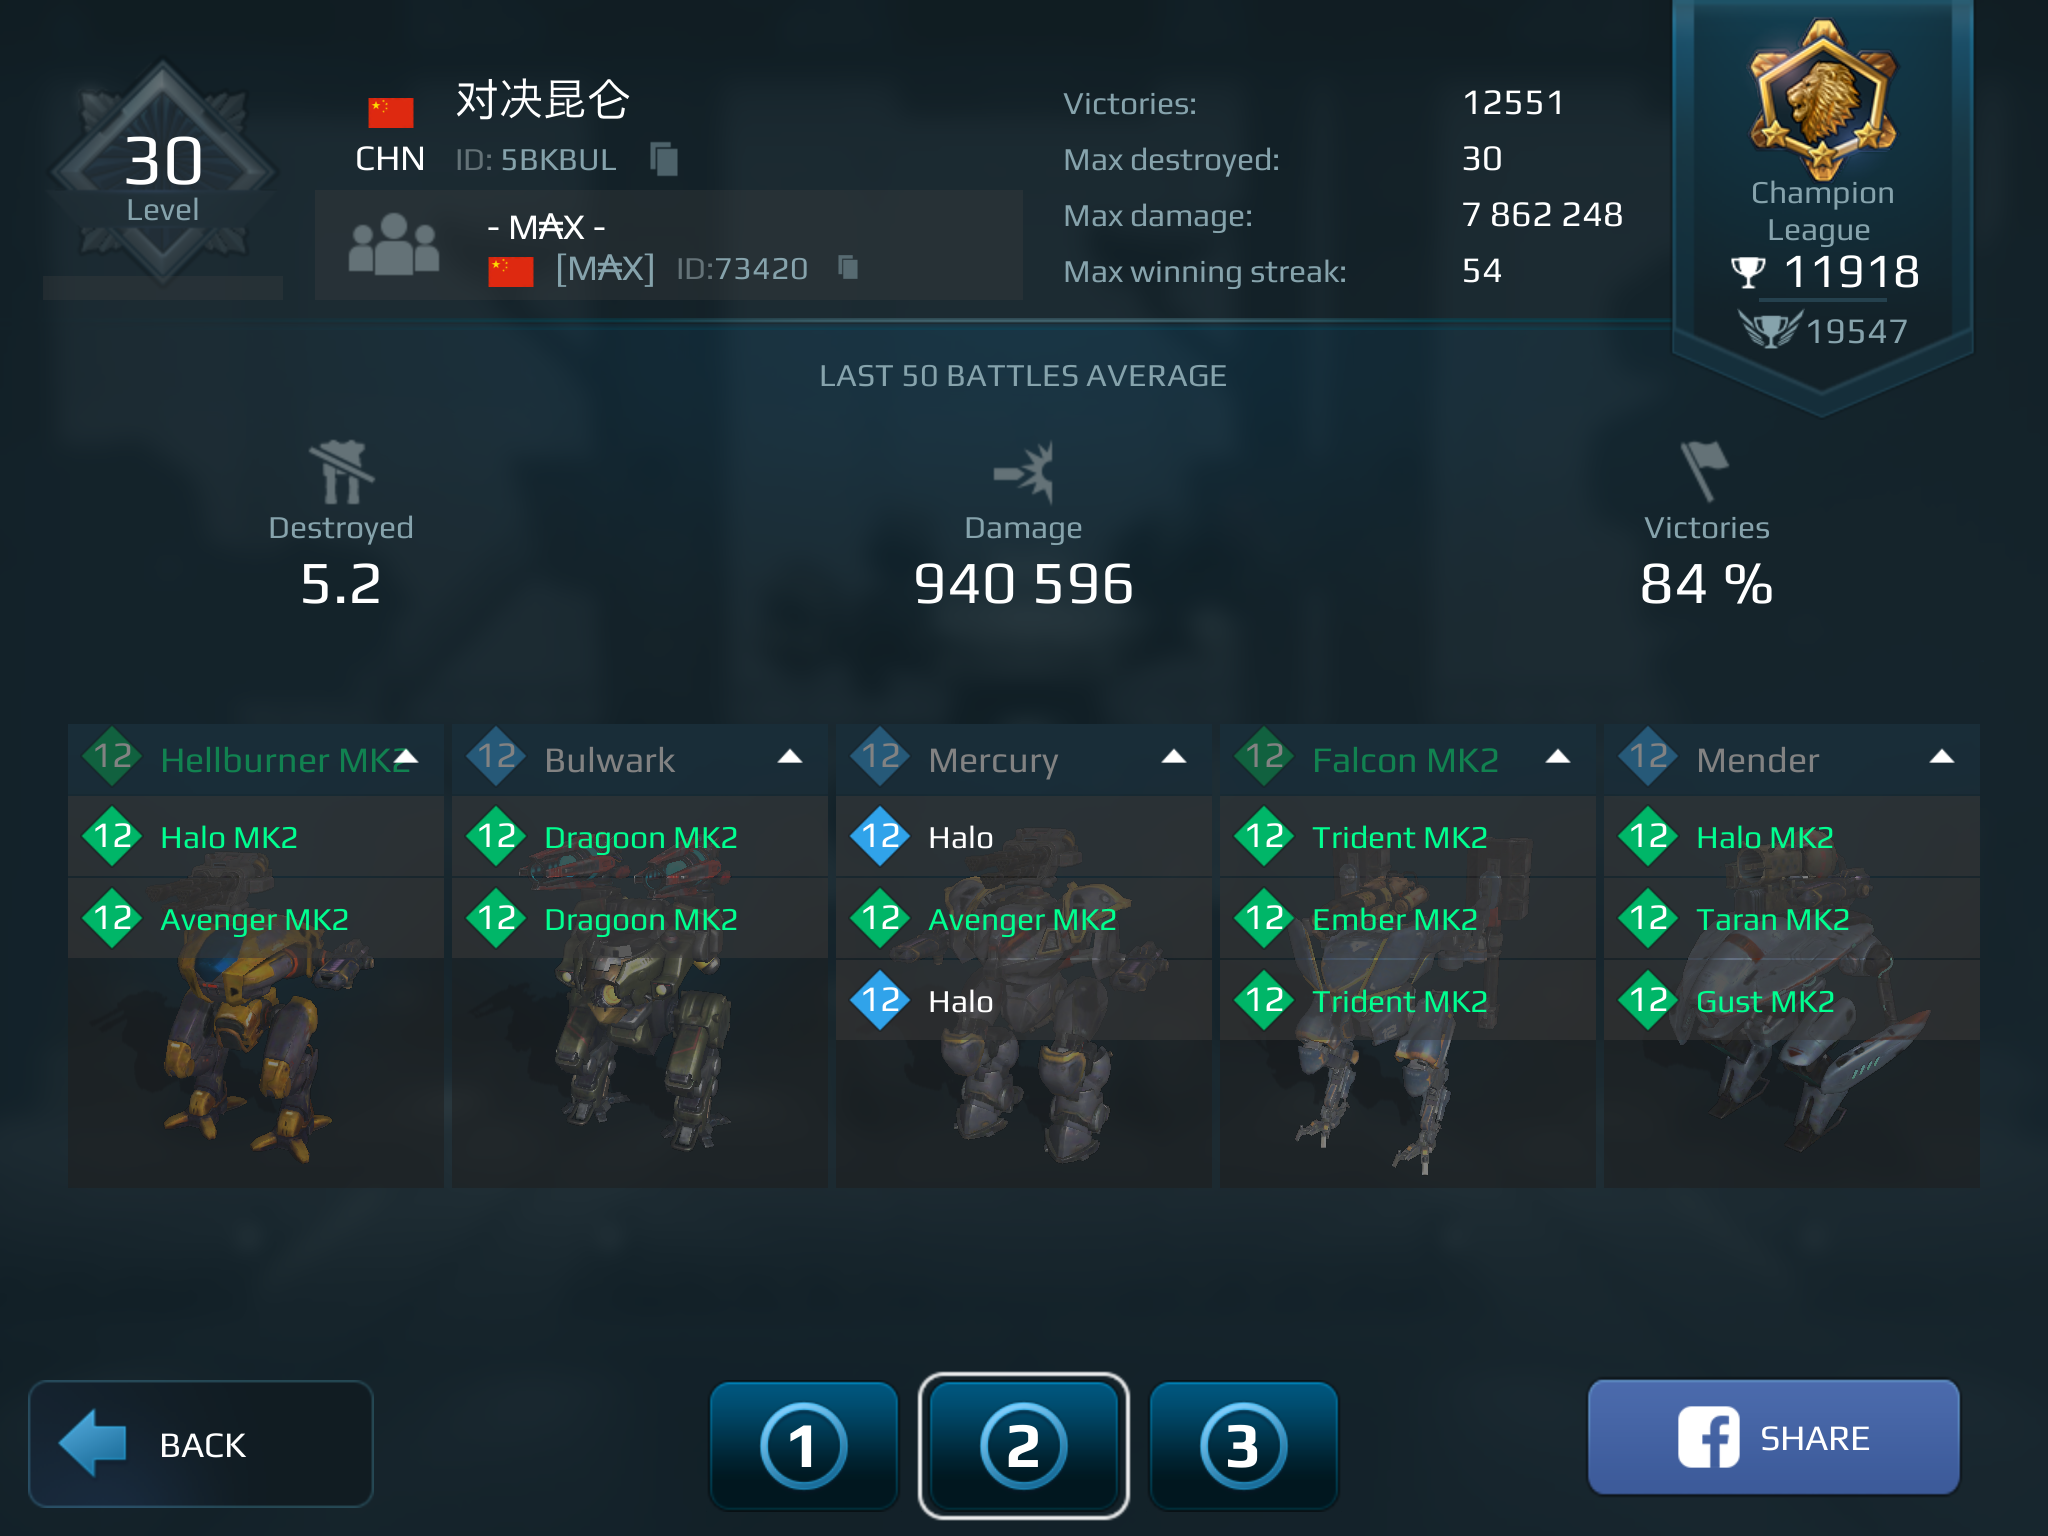 30
Level
CHN
对决昆仑
ID: 5BKBUL
- M₳X -
[M₳X] ID:73420
Victories: 12551
Max destroyed: 30
Max damage: 7 862 248
Max winning streak: 54
Champion
League
11918
19547
LAST 50 BATTLES AVERAGE
Destroyed
5.2
Damage
940 596
Victories
84 %
12 Hellburner MK2
12 Halo MK2
12 Avenger MK2
12 Bulwark
12 Dragoon MK2
12 Dragoon MK2
12 Mercury
12 Halo
12 Avenger MK2
12 Halo
12 Falcon MK2
12 Trident MK2
12 Ember MK2
12 Trident MK2
12 Mender
12 Halo MK2
12 Taran MK2
12 Gust MK2
BACK
1
2
3
SHARE